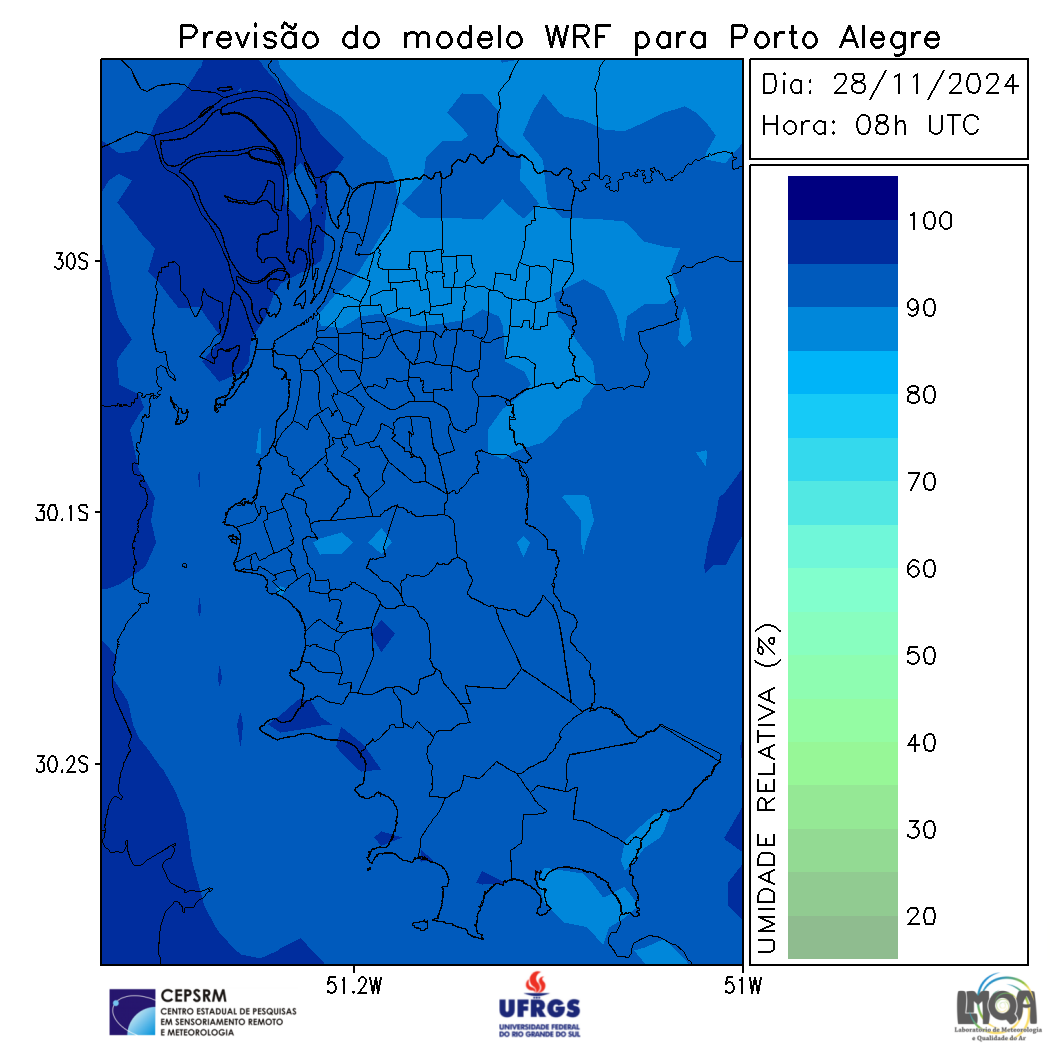 Previsão do modelo WRF para Porto Alegre
Dia: 28/11/2024
Hora: 08h UTC
100
90
80
70
60
50
40
30
20
UMIDADE RELATIVA (%)
30S
30.1S
30.2S
51.2W
51W
CEPSRM
CENTRO ESTADUAL DE PESQUISAS
EM SENSORIAMENTO REMOTO
E METEOROLOGIA
UFRGS
UNIVERSIDADE FEDERAL
DO RIO GRANDE DO SUL
LMQA
Laboratório de Meteorologia
e Qualidade do Ar